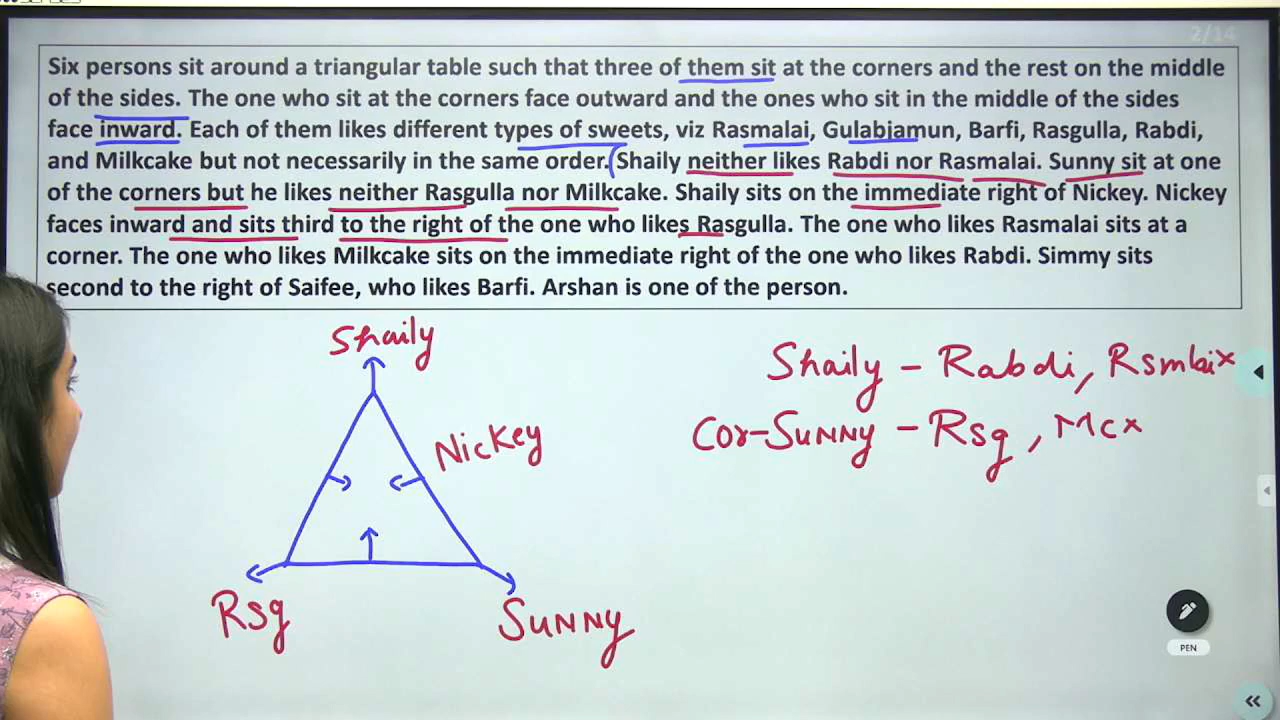 2/14
Six persons sit around a triangular table such that three of them sit at the corners and the rest on the middle
of the sides. The one who sit at the corners face outward and the ones who sit in the middle of the sides
face inward. Each of them likes different types of sweets, viz Rasmalai, Gulabjamun, Barfi, Rasgulla, Rabdi,
and Milkcake but not necessarily in the same order. Shaily neither likes Rabdi nor Rasmalai. Sunny sit at one
of the corners but he likes neither Rasgulla nor Milkcake. Shaily sits on the immediate right of Nickey. Nickey
faces inward and sits third to the right of the one who likes Rasgulla. The one who likes Rasmalai sits at a
corner. The one who likes Milkcake sits on the immediate right of the one who likes Rabdi. Simmy sits
second to the right of Saifee, who likes Barfi. Arshan is one of the person.
Shaily
Shaily - Rabdi, Rsmlaix
Nickey
Cor-Sunny - Rsg, Mcx
Rsg
Sunny
PEN